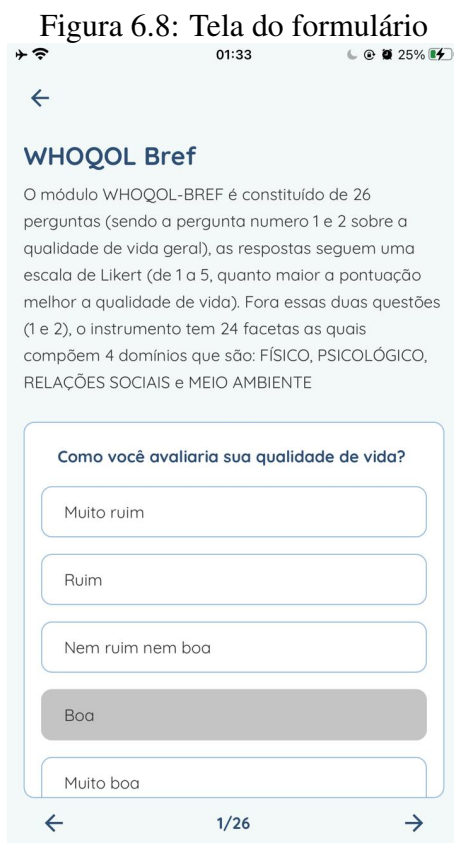 Figura 6.8: Tela do formulário
01:33
25%
WHOQOL Bref
O módulo WHOQOL-BREF é constituído de 26
perguntas (sendo a pergunta numero 1 e 2 sobre a
qualidade de vida geral), as respostas seguem uma
escala de Likert (de 1 a 5, quanto maior a pontuação
melhor a qualidade de vida). Fora essas duas questões
(1 e 2), o instrumento tem 24 facetas as quais
compõem 4 domínios que são: FÍSICO, PSICOLÓGICO,
RELAÇÕES SOCIAIS e MEIO AMBIENTE
Como você avaliaria sua qualidade de vida?
Muito ruim
Ruim
Nem ruim nem boa
Boa
Muito boa
1/26